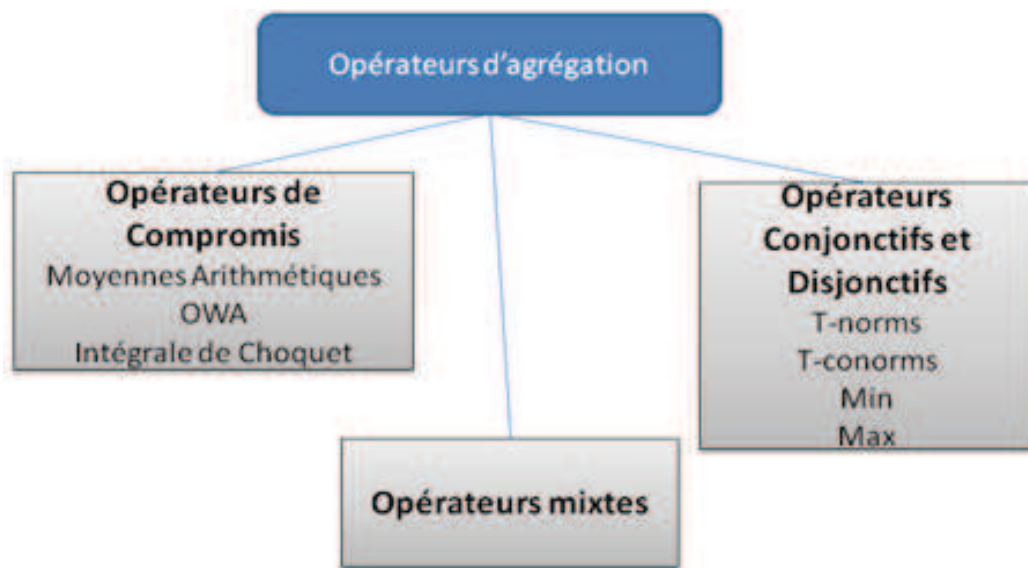 Opérateurs d'agrégation
Opérateurs de
Compromis
Moyennes Arithmétiques
OWA
Intégrale de Choquet
Opérateurs
Conjonctifs et
Disjonctifs
T-norms
T-conorms
Min
Max
Opérateurs mixtes